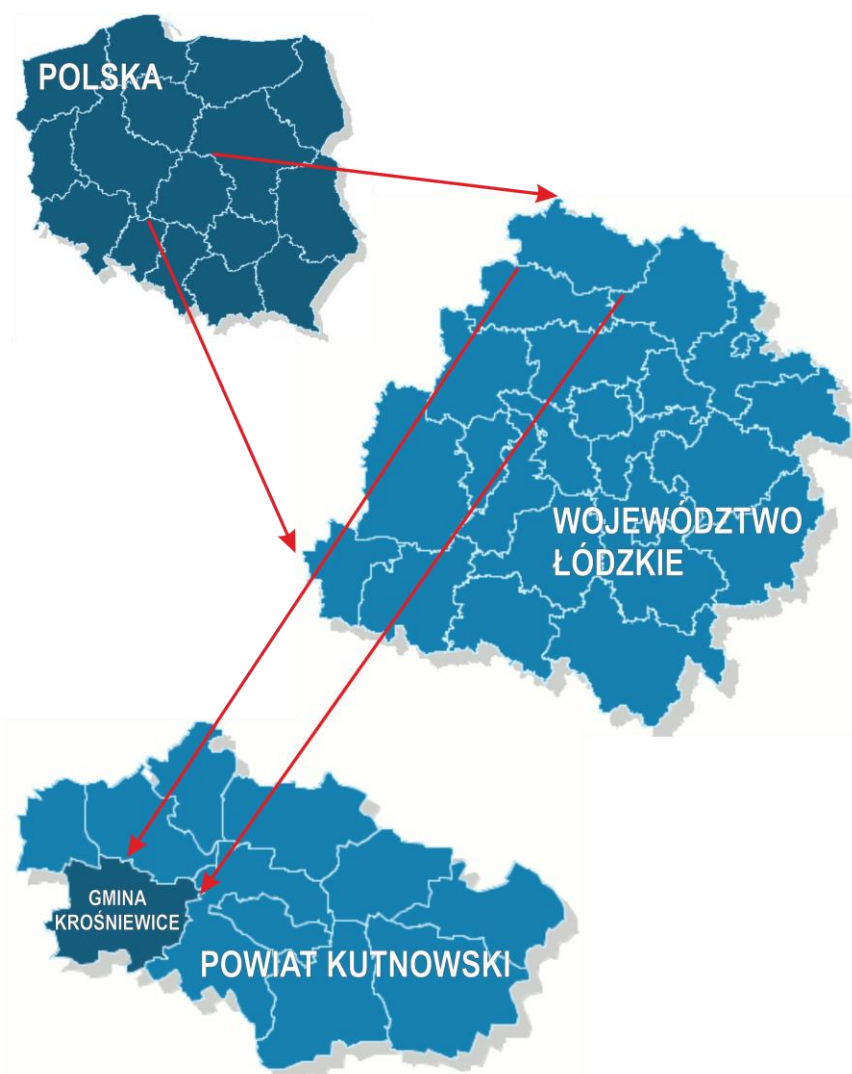 POLSKA
WOJEWÓDZTWO
ŁÓDZKIE
GMINA
KROŚNIEWICE
POWIAT KUTNOWSKI